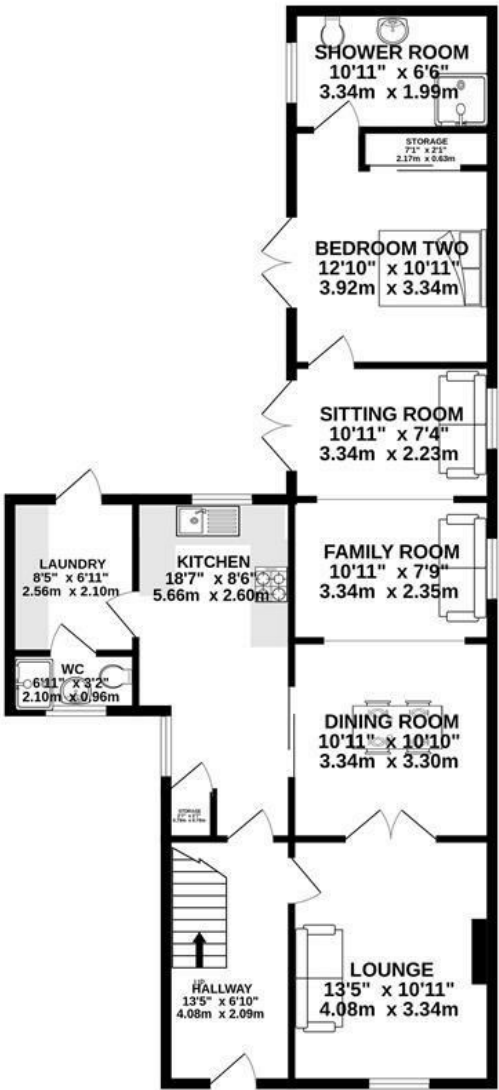 SHOWER ROOM
10'11" x 6'6"
3.34m x 1.99m
STORAGE
7'1" x 2'1"
2.17m x 0.63m
BEDROOM TWO
12'10" x 10'11"
3.92m x 3.34m
SITTING ROOM
10'11" x 7'4"
3.34m x 2.23m
LAUNDRY
8'5" x 6'11"
2.56m x 2.10m
KITCHEN
18'7" x 8'6"
5.66m x 2.60m
FAMILY ROOM
10'11" x 7'9"
3.34m x 2.35m
WC
6'11" x 3'2"
2.10m x 0.96m
DINING ROOM
10'11" x 10'10"
3.34m x 3.30m
STORAGE
UP
HALLWAY
13'5" x 6'10"
4.08m x 2.09m
LOUNGE
13'5" x 10'11"
4.08m x 3.34m